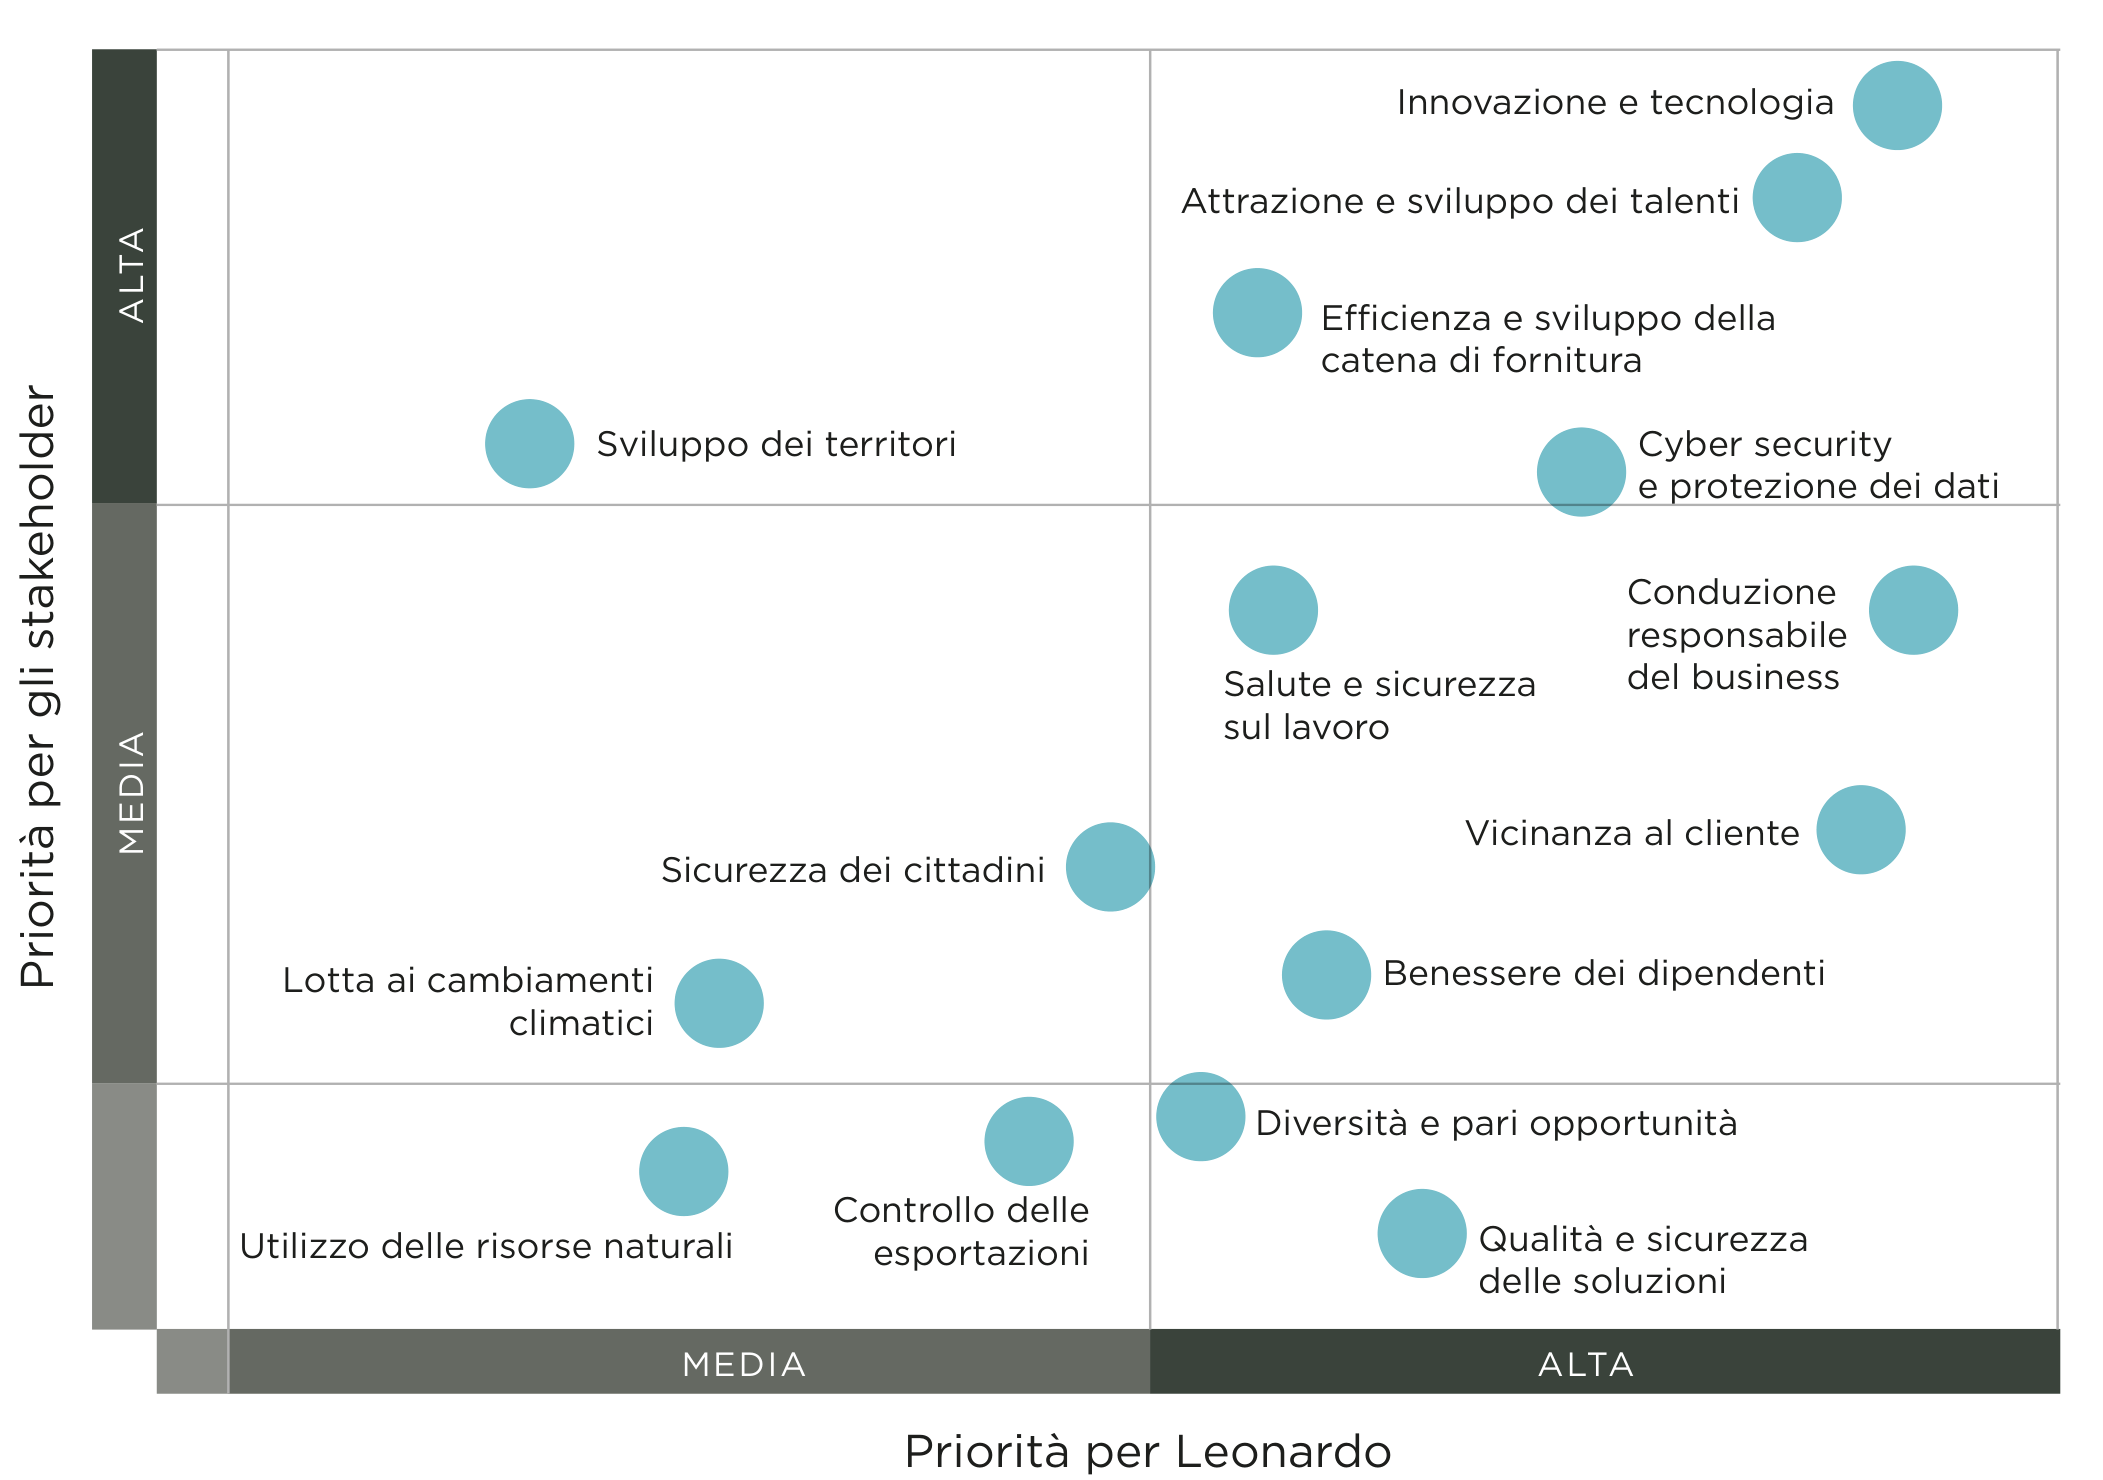 Priorità per gli stakeholder
ALTA
MEDIA
Innovazione e tecnologia
Attrazione e sviluppo dei talenti
Efficienza e sviluppo della
catena di fornitura
Sviluppo dei territori
Cyber security
e protezione dei dati
Conduzione
responsabile
del business
Salute e sicurezza
sul lavoro
Vicinanza al cliente
Sicurezza dei cittadini
Benessere dei dipendenti
Lotta ai cambiamenti
climatici
Diversità e pari opportunità
Controllo delle
esportazioni
Utilizzo delle risorse naturali
Qualità e sicurezza
delle soluzioni
MEDIA
ALTA
Priorità per Leonardo